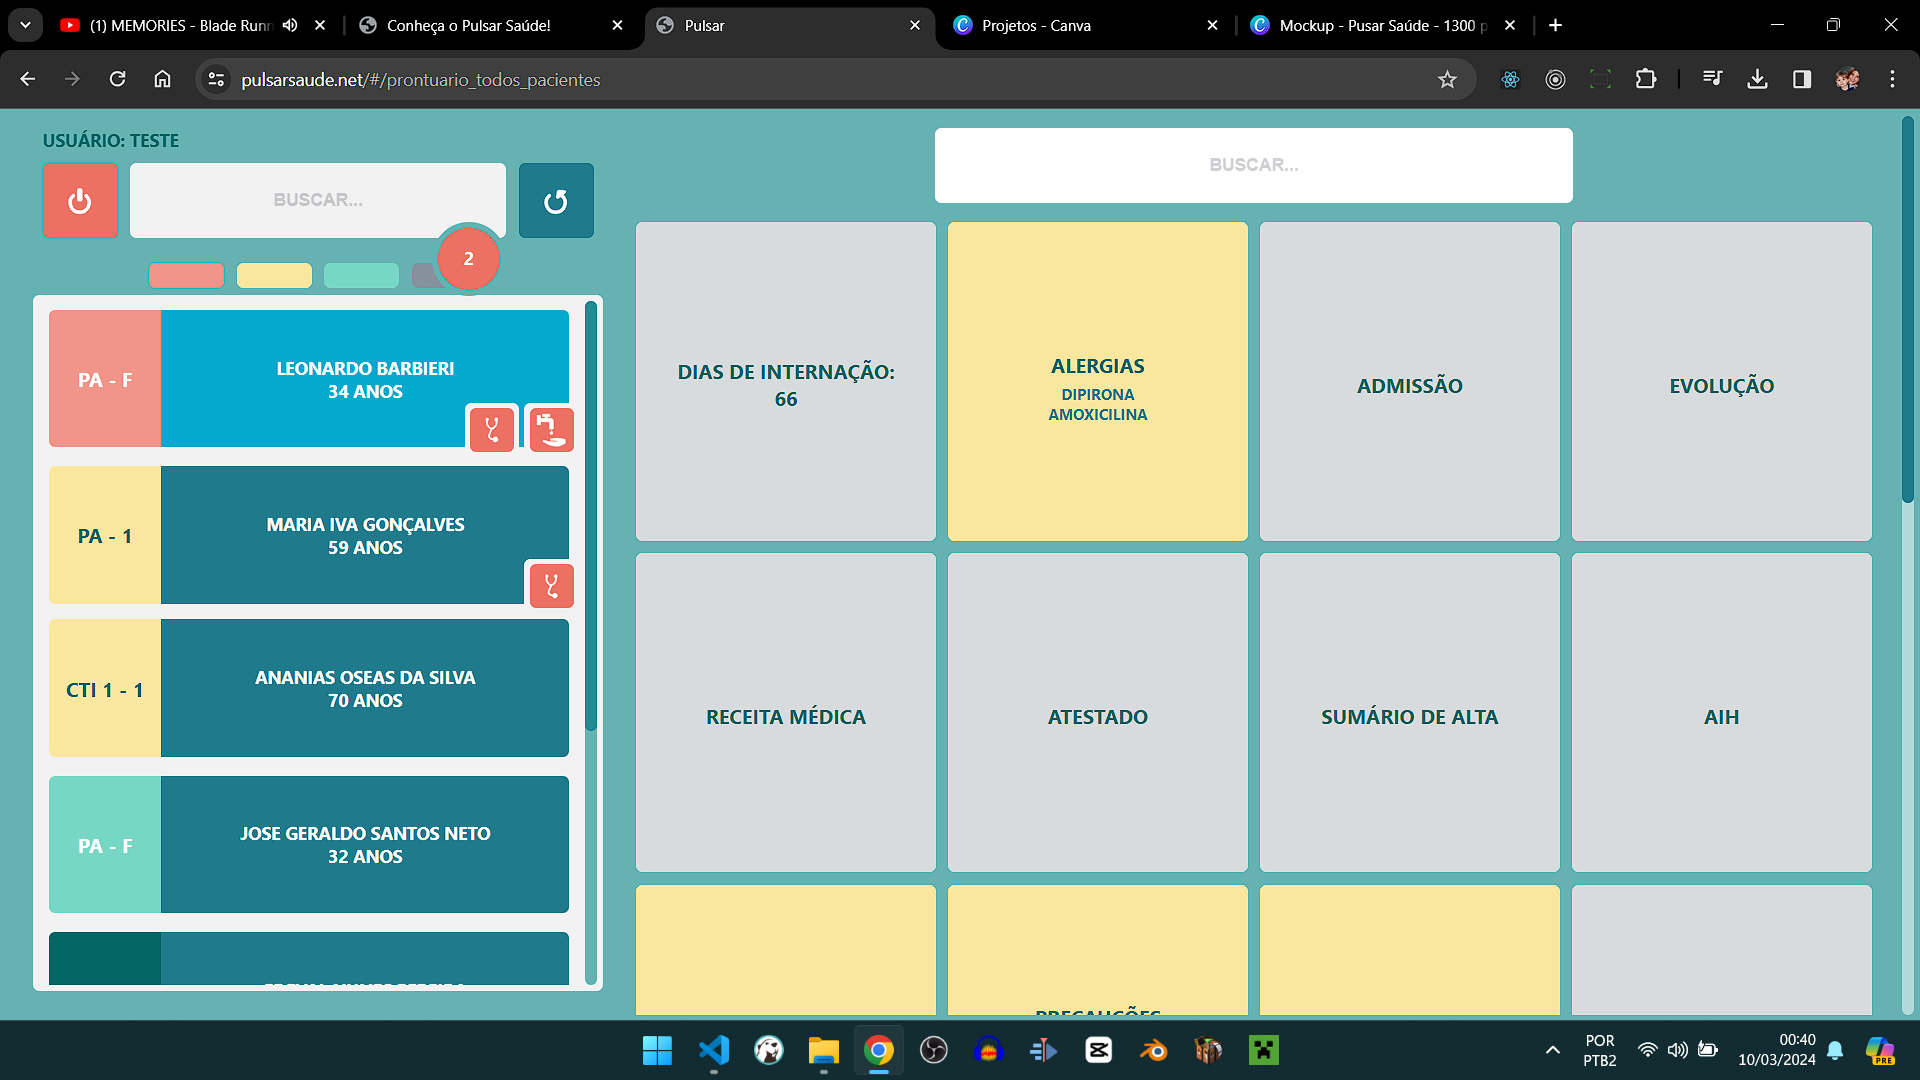 (1) MEMORIES - Blade Runn
Conheça o Pulsar Saúde!
Pulsar
Projetos - Canva
Mockup - Pusar Saúde - 1300 p
pulsarsaude.net/#/prontuario_todos_pacientes
USUÁRIO: TESTE
BUSCAR...
2
PA - F
LEONARDO BARBIERI
34 ANOS
PA - 1
MARIA IVA GONÇALVES
59 ANOS
CTI 1 - 1
ANANIAS OSEAS DA SILVA
70 ANOS
PA - F
JOSE GERALDO SANTOS NETO
32 ANOS
BUSCAR...
DIAS DE INTERNAÇÃO:
66
ALERGIAS
DIPIRONA
AMOXICILINA
ADMISSÃO
EVOLUÇÃO
RECEITA MÉDICA
ATESTADO
SUMÁRIO DE ALTA
AIH
PRECAUÇÕES
POR
PTB2
00:40
10/03/2024
PRE